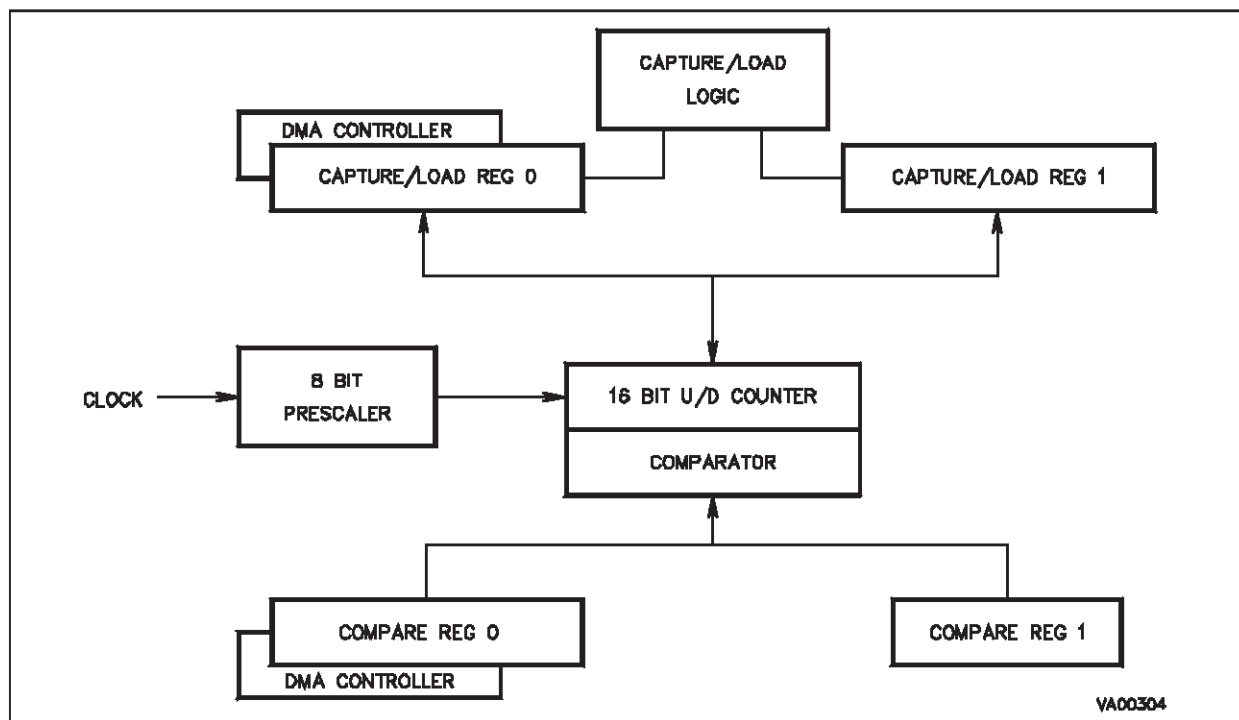 CAPTURE/LOAD
LOGIC
DMA CONTROLLER
CAPTURE/LOAD REG 0
CAPTURE/LOAD REG 1
CLOCK
8 BIT
PRESCALER
16 BIT U/D COUNTER
COMPARATOR
COMPARE REG 0
COMPARE REG 1
DMA CONTROLLER
VA00304